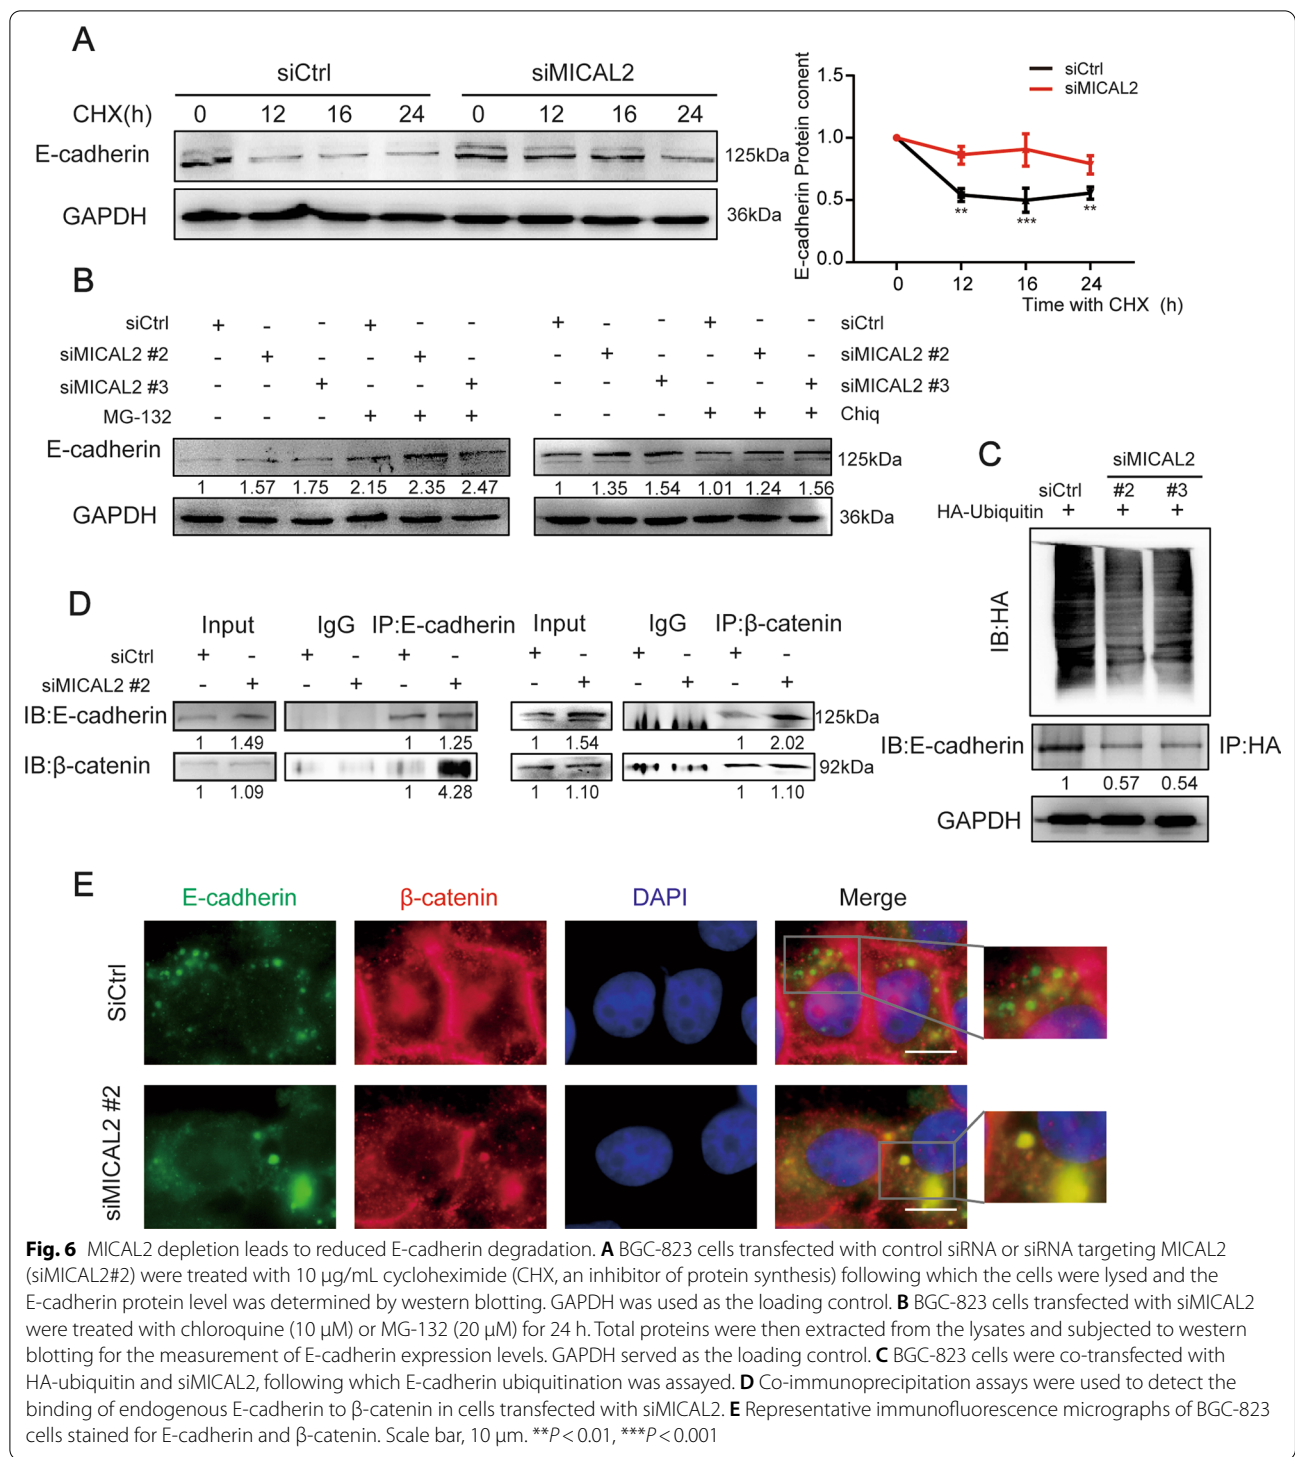 A
siCtrl siMICAL2
CHX(h) 0 12 16 24 0 12 16 24
E-cadherin 125kDa
GAPDH 36kDa
siCtrl
siMICAL2
E-cadherin Protein conent
1.5
1.0
0.5
0.0
0 12 16 24
Time with CHX (h)
** *** **
B
siCtrl + - - + - - + - - + - - siCtrl
siMICAL2 #2 - + - - + - - + - - + - siMICAL2 #2
siMICAL2 #3 - - + - - + - - + - - + siMICAL2 #3
MG-132 - - - + + + - - - + + + Chiq
E-cadherin 125kDa
1 1.57 1.75 2.15 2.35 2.47 1 1.35 1.54 1.01 1.24 1.56
GAPDH 36kDa
C
siMICAL2
siCtrl #2 #3
HA-Ubiquitin + + +
IB:HA
IB:E-cadherin IP:HA
1 0.57 0.54
GAPDH
D
Input IgG IP:E-cadherin Input IgG IP:β-catenin
siCtrl + - + - + - + - + - + -
siMICAL2 #2 - + - + - + - + - + - +
IB:E-cadherin 125kDa
1 1.49 1 1.25 1 1.54 1 2.02
IB:β-catenin 92kDa
1 1.09 1 4.28 1 1.10 1 1.10
E
E-cadherin β-catenin DAPI Merge
SiCtrl
siMICAL2 #2
Fig. 6 MICAL2 depletion leads to reduced E-cadherin degradation. A BGC-823 cells transfected with control siRNA or siRNA targeting MICAL2
(siMICAL2#2) were treated with 10 µg/mL cycloheximide (CHX, an inhibitor of protein synthesis) following which the cells were lysed and the
E-cadherin protein level was determined by western blotting. GAPDH was used as the loading control. B BGC-823 cells transfected with siMICAL2
were treated with chloroquine (10 µM) or MG-132 (20 µM) for 24 h. Total proteins were then extracted from the lysates and subjected to western
blotting for the measurement of E-cadherin expression levels. GAPDH served as the loading control. C BGC-823 cells were co-transfected with
HA-ubiquitin and siMICAL2, following which E-cadherin ubiquitination was assayed. D Co-immunoprecipitation assays were used to detect the
binding of endogenous E-cadherin to β-catenin in cells transfected with siMICAL2. E Representative immunofluorescence micrographs of BGC-823
cells stained for E-cadherin and β-catenin. Scale bar, 10 µm. **P < 0.01, ***P < 0.001